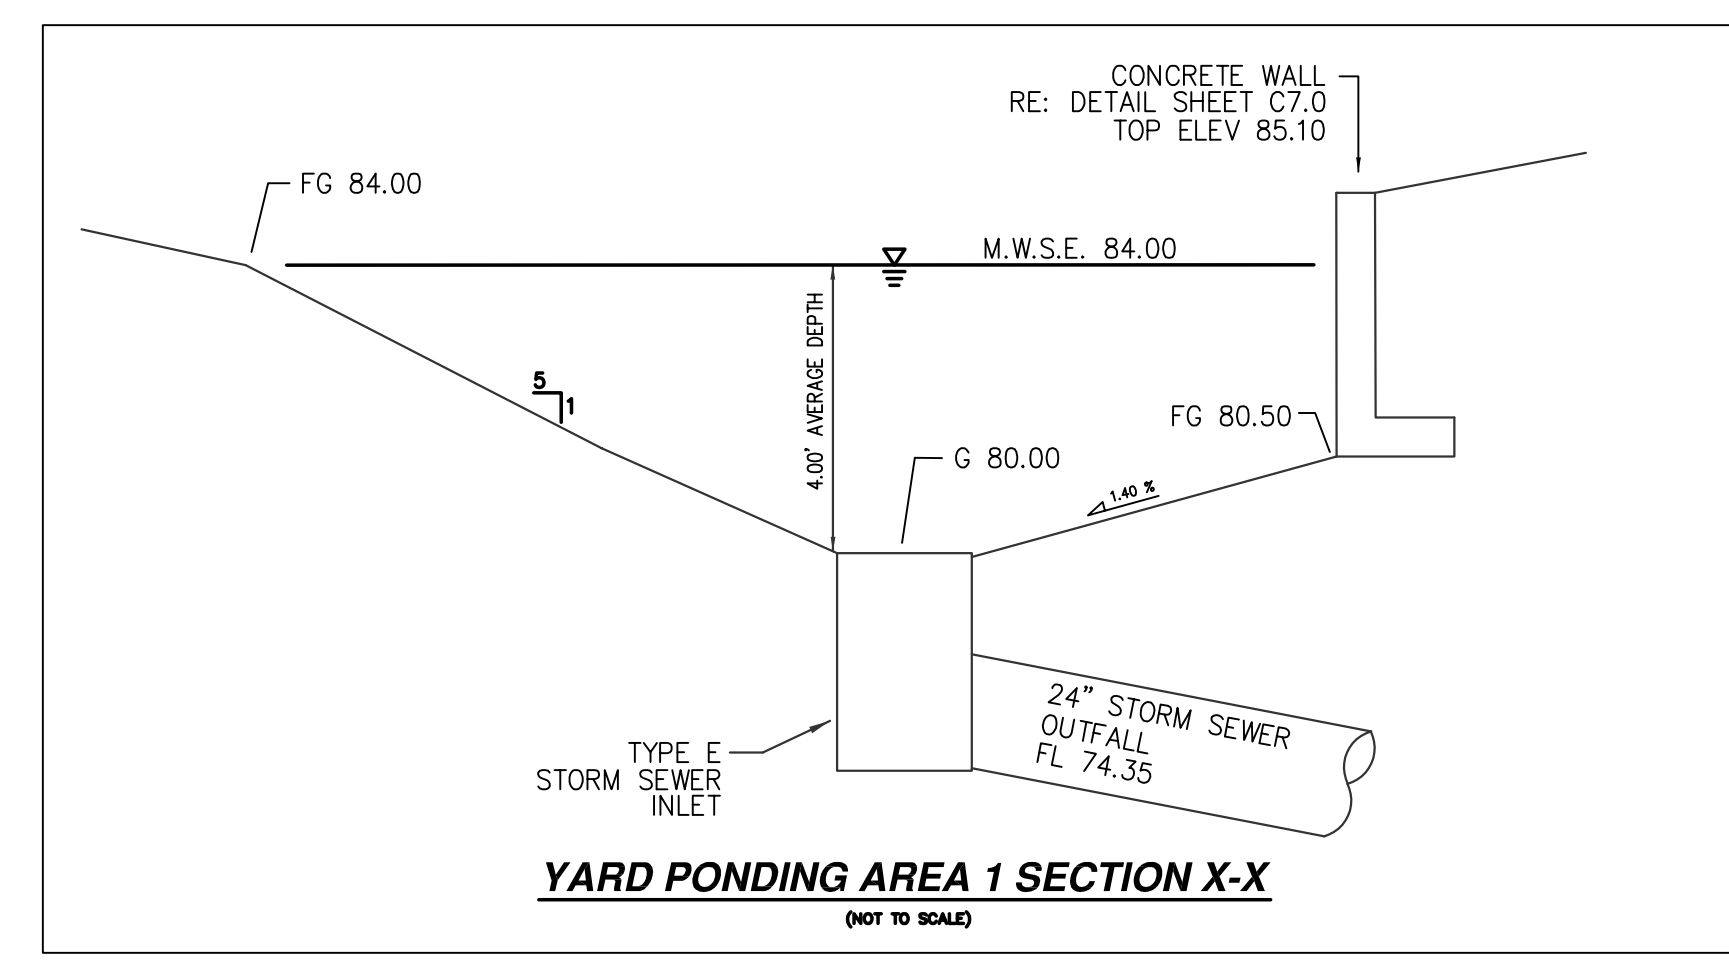 CONCRETE WALL
RE: DETAIL SHEET C7.0
TOP ELEV 85.10
FG 84.00
M.W.S.E. 84.00
4.00' AVERAGE DEPTH
5
1
FG 80.50
G 80.00
1.40 %
24" STORM SEWER
OUTFALL
FL 74.35
TYPE E
STORM SEWER
INLET
YARD PONDING AREA 1 SECTION X-X
(NOT TO SCALE)